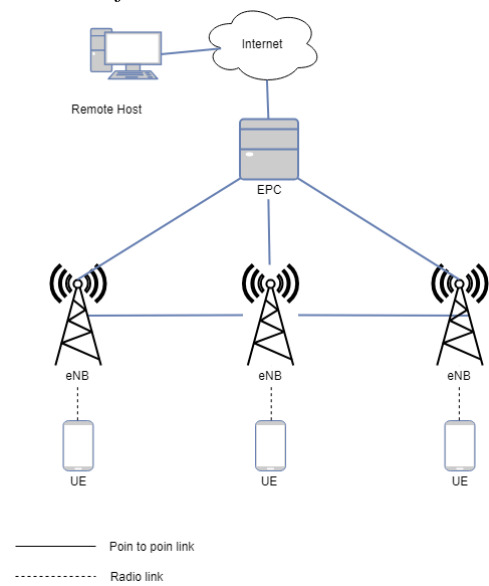 Internet
Remote Host
EPC
eNB eNB eNB
UE UE UE
Poin to poin link
Radio link